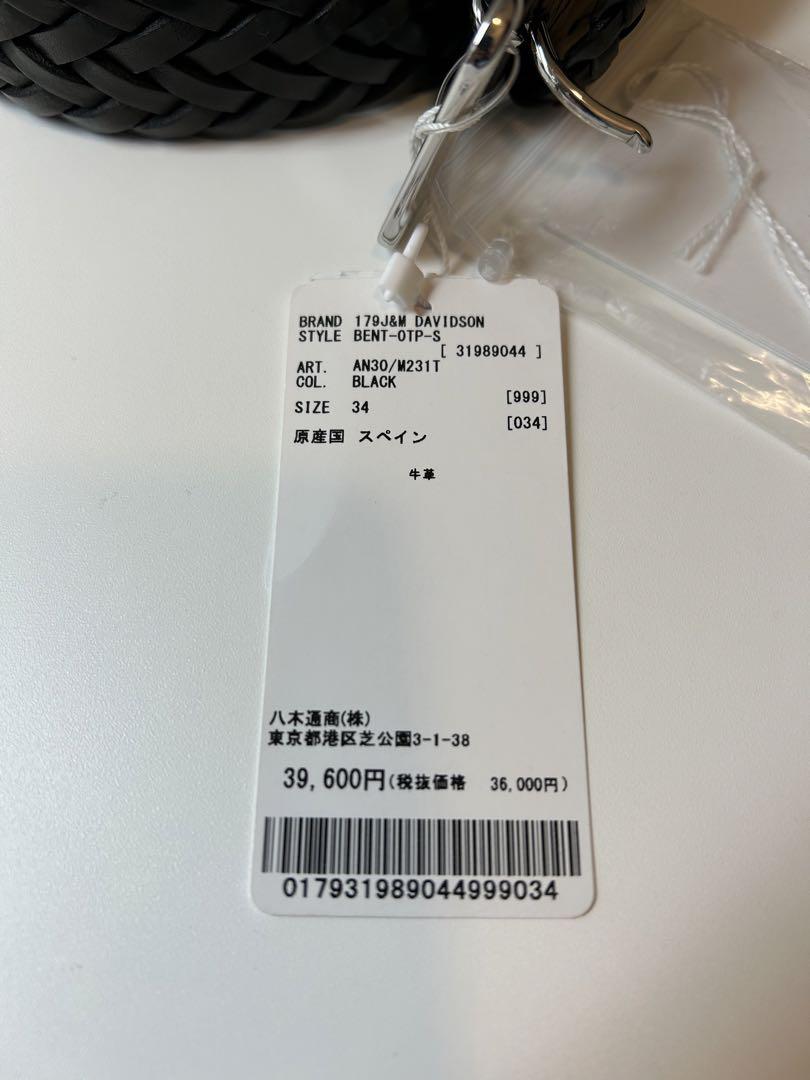 BRAND 179J&M DAVIDSON
STYLE BENT-OTP-S
[ 31989044 ]
ART. AN30/M231T
COL. BLACK
[999]
SIZE 34
[034]
原産国 スペイン
牛革
八木通商(株)
東京都港区芝公園3-1-38
39,600円(税抜価格 36,000円)
017931989044999034